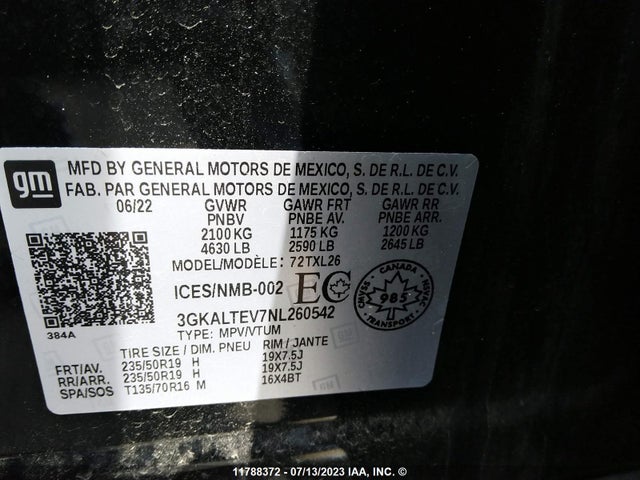 gm
MFD BY GENERAL MOTORS DE MEXICO, S. DE R.L. DE C.V.
FAB. PAR GENERAL MOTORS DE MEXICO, S. DE R.L. DE C.V.
06/22 GVWR GAWR FRT GAWR RR
PNBV PNBE AV. PNBE ARR.
2100 KG 1175 KG 1200 KG
4630 LB 2590 LB 2645 LB
MODEL/MODÈLE: 72TXL26
ICES/NMB-002 EC
CANADA
CMVSS 985 NSVAC
3GKALTEV7NL260542
384A
TYPE: MPV/VTUM
TIRE SIZE / DIM. PNEU RIM / JANTE
FRT/AV. 235/50R19 H 19X7.5J
RR/ARR. 235/50R19 H 19X7.5J
SPA/SOS T135/70R16 M 16X4BT
11788372 - 07/13/2023 IAA, INC. ©